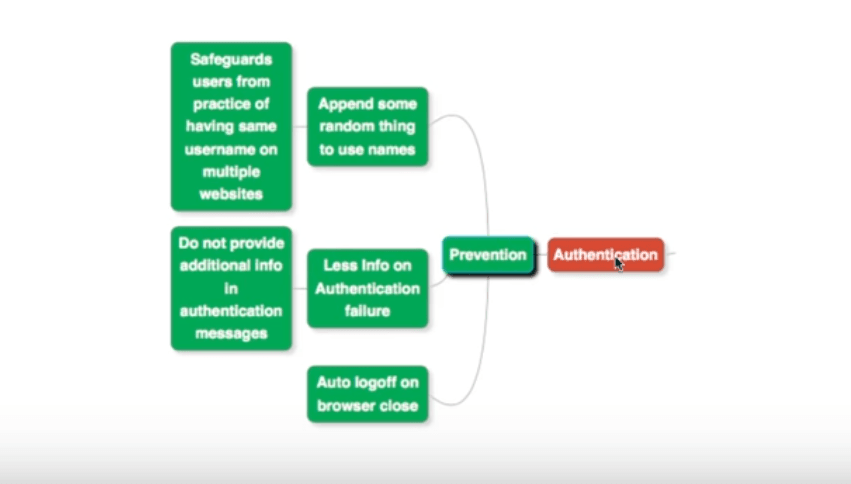 Safeguards
users from
practice of
having same
username on
multiple
websites
Append some
random thing
to use names
Do not provide
additional info
in
authentication
messages
Less Info on
Authentication
failure
Auto logoff on
browser close
Prevention
Authentication